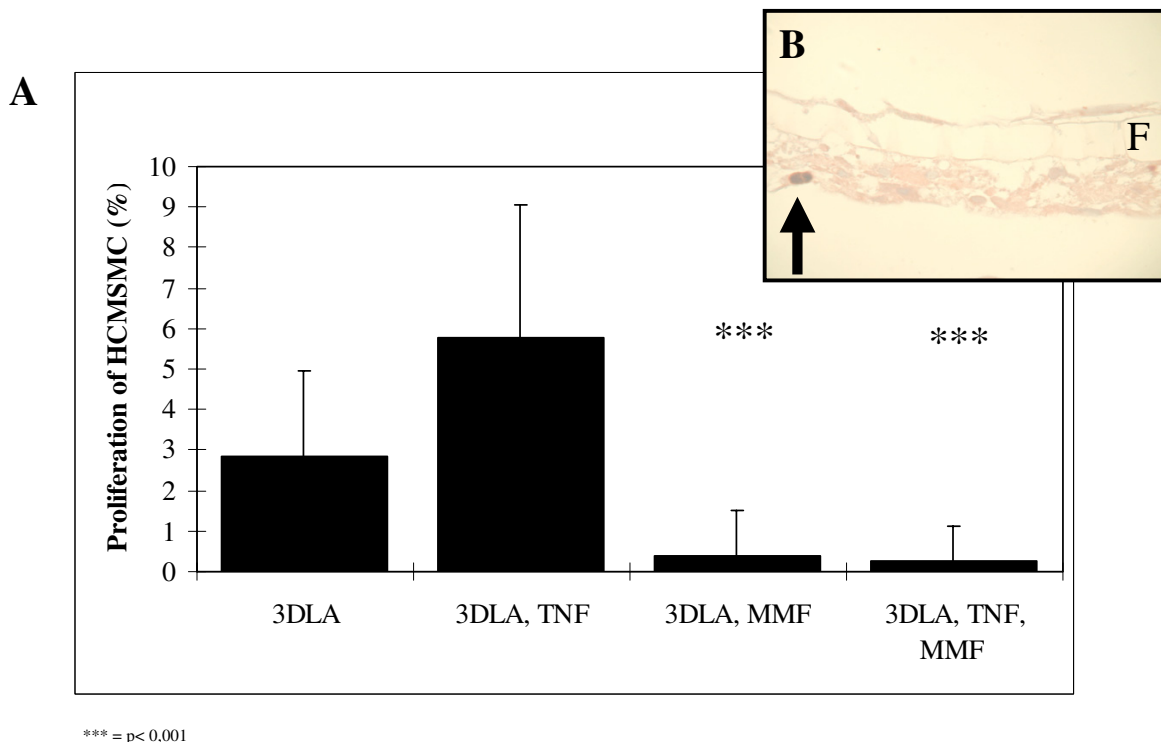 A
B
F
Proliferation of HCMSMC (%)
10
9
8
7
6
5
4
3
2
1
0
***
***
3DLA
3DLA, TNF
3DLA, MMF
3DLA, TNF,
MMF
*** = p< 0,001